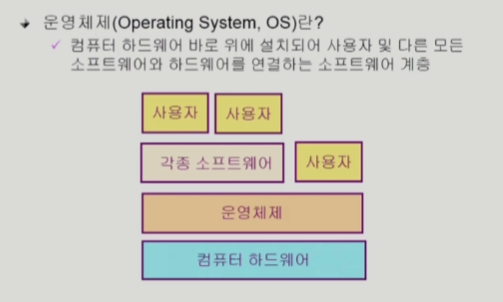 운영체제(Operating System, OS)란?
컴퓨터 하드웨어 바로 위에 설치되어 사용자 및 다른 모든
소프트웨어와 하드웨어를 연결하는 소프트웨어 계층
사용자 사용자
각종 소프트웨어 사용자
운영체제
컴퓨터 하드웨어